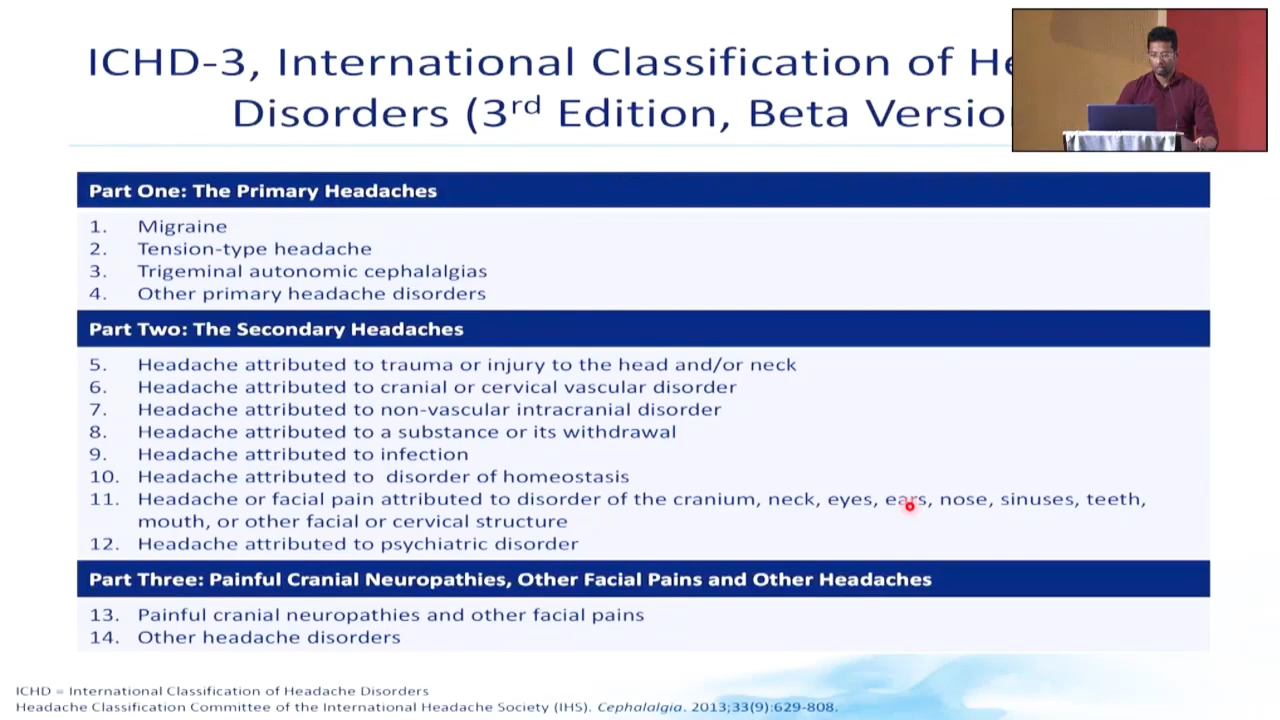 ICHD-3, International Classification of
Disorders (3rd Edition, Beta
Part One: The Primary Headaches
1. Migraine
2. Tension-type headache
3. Trigeminal autonomic cephalalgias
4. Other primary headache disorders
Part Two: The Secondary Headaches
5. Headache attributed to trauma or injury to the head and/or neck
6. Headache attributed to cranial or cervical vascular disorder
7. Headache attributed to non-vascular intracranial disorder
8. Headache attributed to a substance or its withdrawal
9. Headache attributed to infection
10. Headache attributed to disorder of homeostasis
11. Headache or facial pain attributed to disorder of the cranium, neck, eyes, ears, nose, sinuses, teeth,
mouth, or other facial or cervical structure
12. Headache attributed to psychiatric disorder
Part Three: Painful Cranial Neuropathies, Other Facial Pains and Other Headaches
13. Painful cranial neuropathies and other facial pains
14. Other headache disorders
ICHD = International Classification of Headache Disorders
Headache Classification Committee of the International Headache Society (IHS). Cephalalgia. 2013;33(9):629-808.